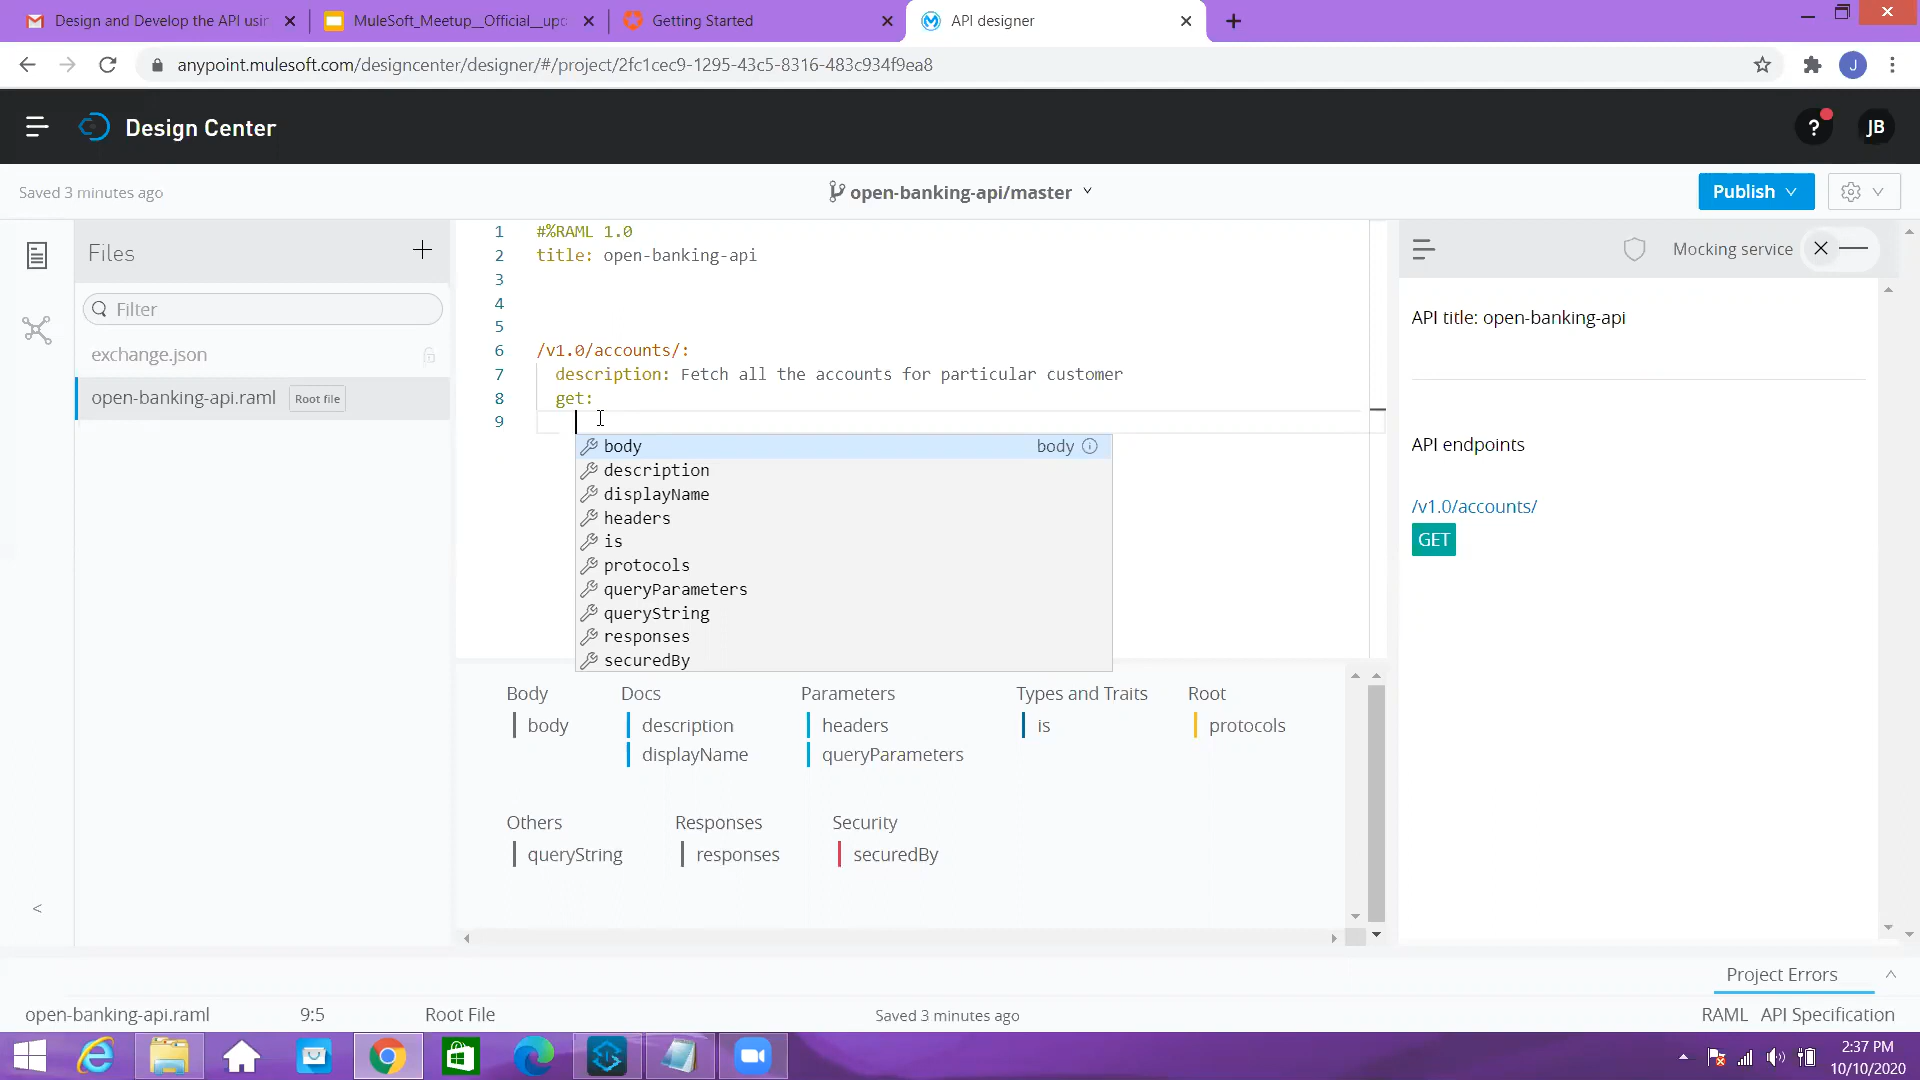 Design and Develop the API usin
MuleSoft_Meetup__Official__upd
Getting Started
API designer
anypoint.mulesoft.com/designcenter/designer/#/project/2fc1cec9-1295-43c5-8316-483c934f9ea8
J
Design Center
?
JB
Saved 3 minutes ago
open-banking-api/master
Publish
Files
Filter
exchange.json
open-banking-api.raml Root file
1 #%RAML 1.0
2 title: open-banking-api
3
4
5
6 /v1.0/accounts/:
7 description: Fetch all the accounts for particular customer
8 get:
9
body body
description
displayName
headers
is
protocols
queryParameters
queryString
responses
securedBy
Body Docs Parameters Types and Traits Root
body description headers is protocols
displayName queryParameters
Others Responses Security
queryString responses securedBy
Mocking service
API title: open-banking-api
API endpoints
/v1.0/accounts/
GET
<
Project Errors
open-banking-api.raml 9:5 Root File Saved 3 minutes ago RAML API Specification
2:37 PM
10/10/2020